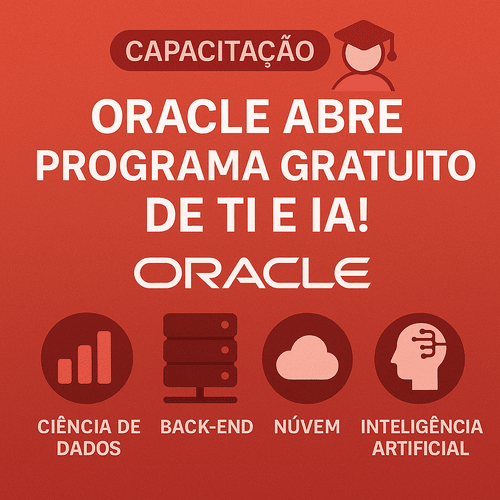 CAPACITAÇÃO
ORACLE ABRE
PROGRAMA GRATUITO
DE TI E IA!
ORACLE
CIÊNCIA DE
DADOS
BACK-END
NÚVEM
INTELIGÊNCIA
ARTIFICIAL